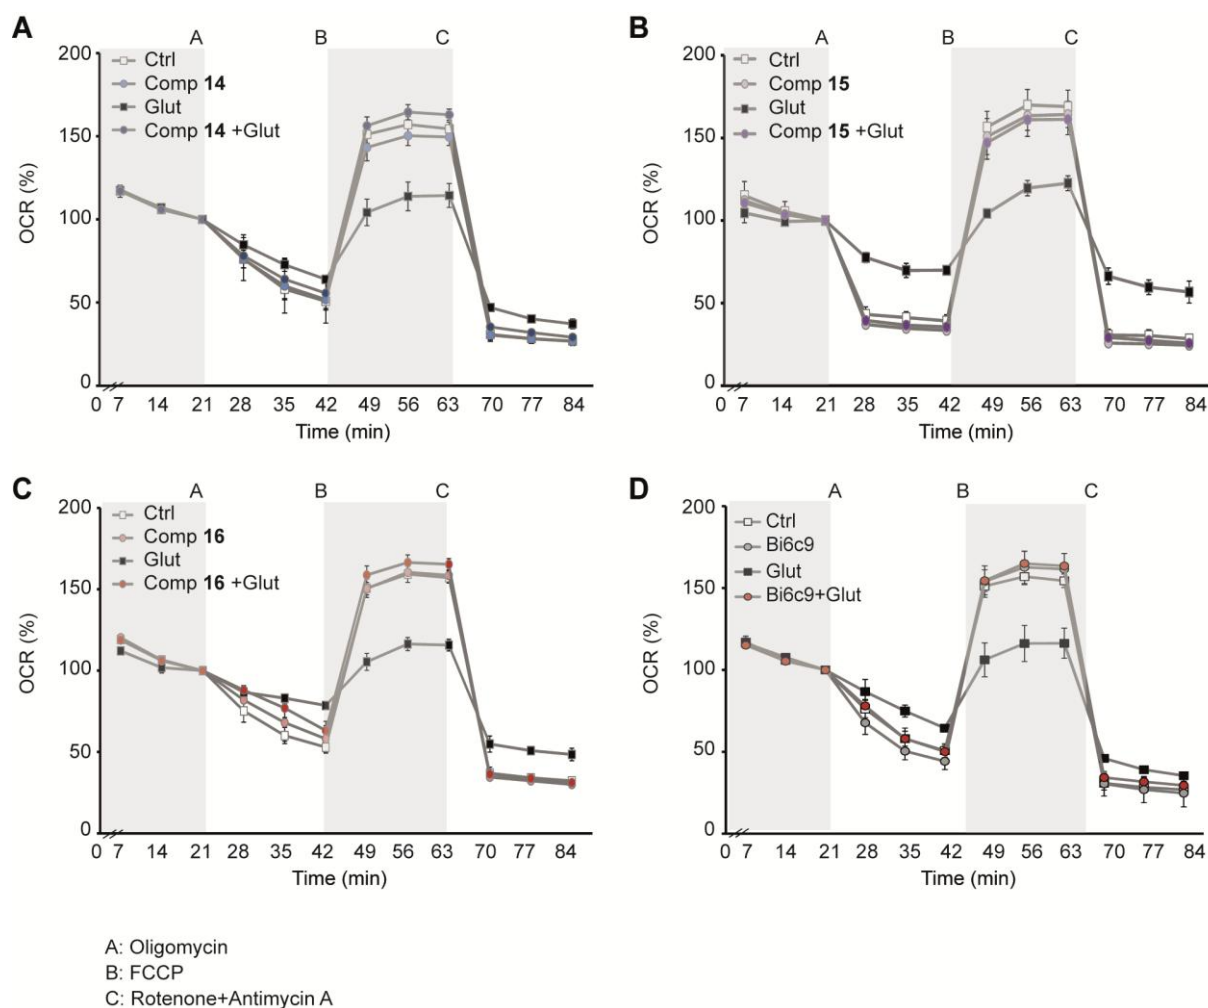 A
A B C
200
150
100
50
0
OCR (%)
Ctrl
Comp 14
Glut
Comp 14 +Glut
0 7 14 21 28 35 42 49 56 63 70 77 84
Time (min)
B
A B C
200
150
100
50
0
OCR (%)
Ctrl
Comp 15
Glut
Comp 15 +Glut
0 7 14 21 28 35 42 49 56 63 70 77 84
Time (min)
C
A B C
200
150
100
50
0
OCR (%)
Ctrl
Comp 16
Glut
Comp 16 +Glut
0 7 14 21 28 35 42 49 56 63 70 77 84
Time (min)
D
A B C
200
150
100
50
0
OCR (%)
Ctrl
Bi6c9
Glut
Bi6c9+Glut
0 7 14 21 28 35 42 49 56 63 70 77 84
Time (min)
A: Oligomycin
B: FCCP
C: Rotenone+Antimycin A